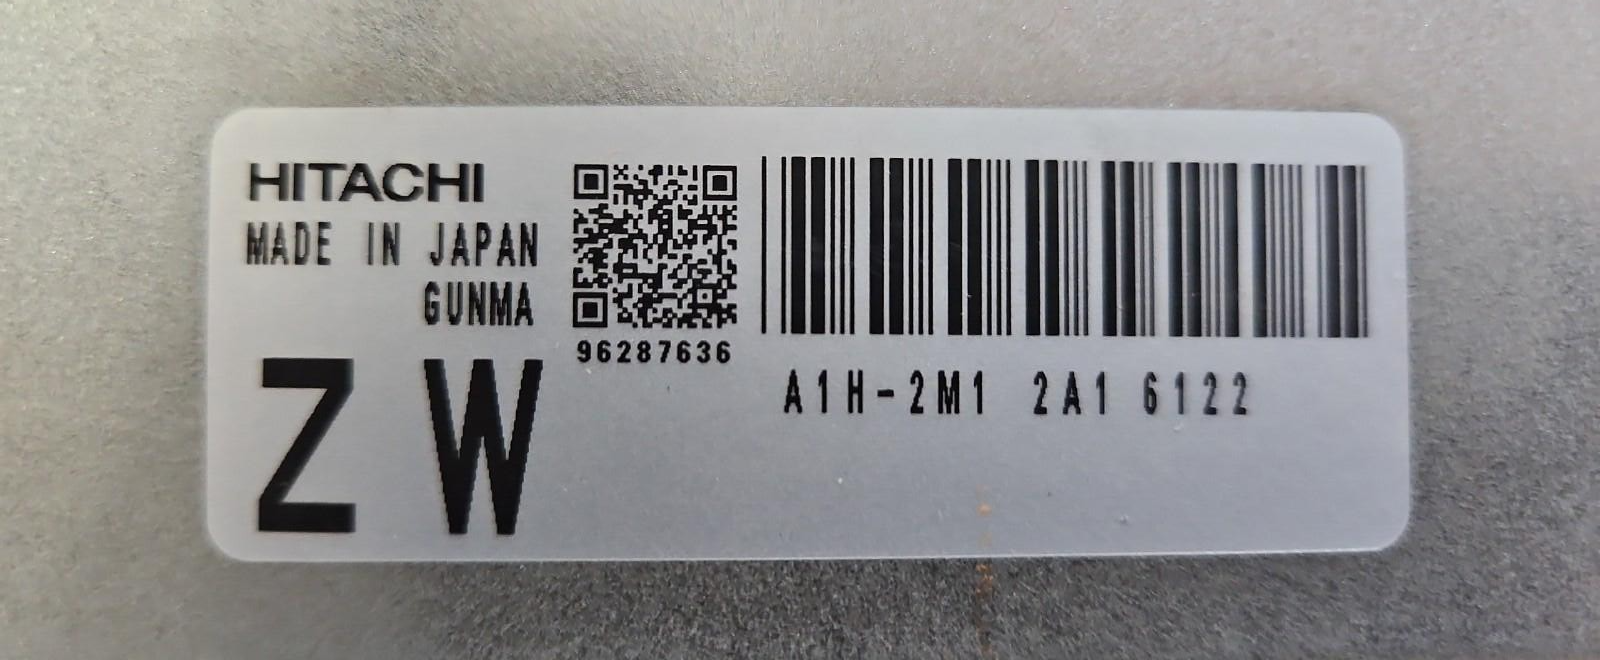 HITACHI
MADE IN JAPAN
GUNMA
ZW
96287636
A1H-2M1 2A1 6122